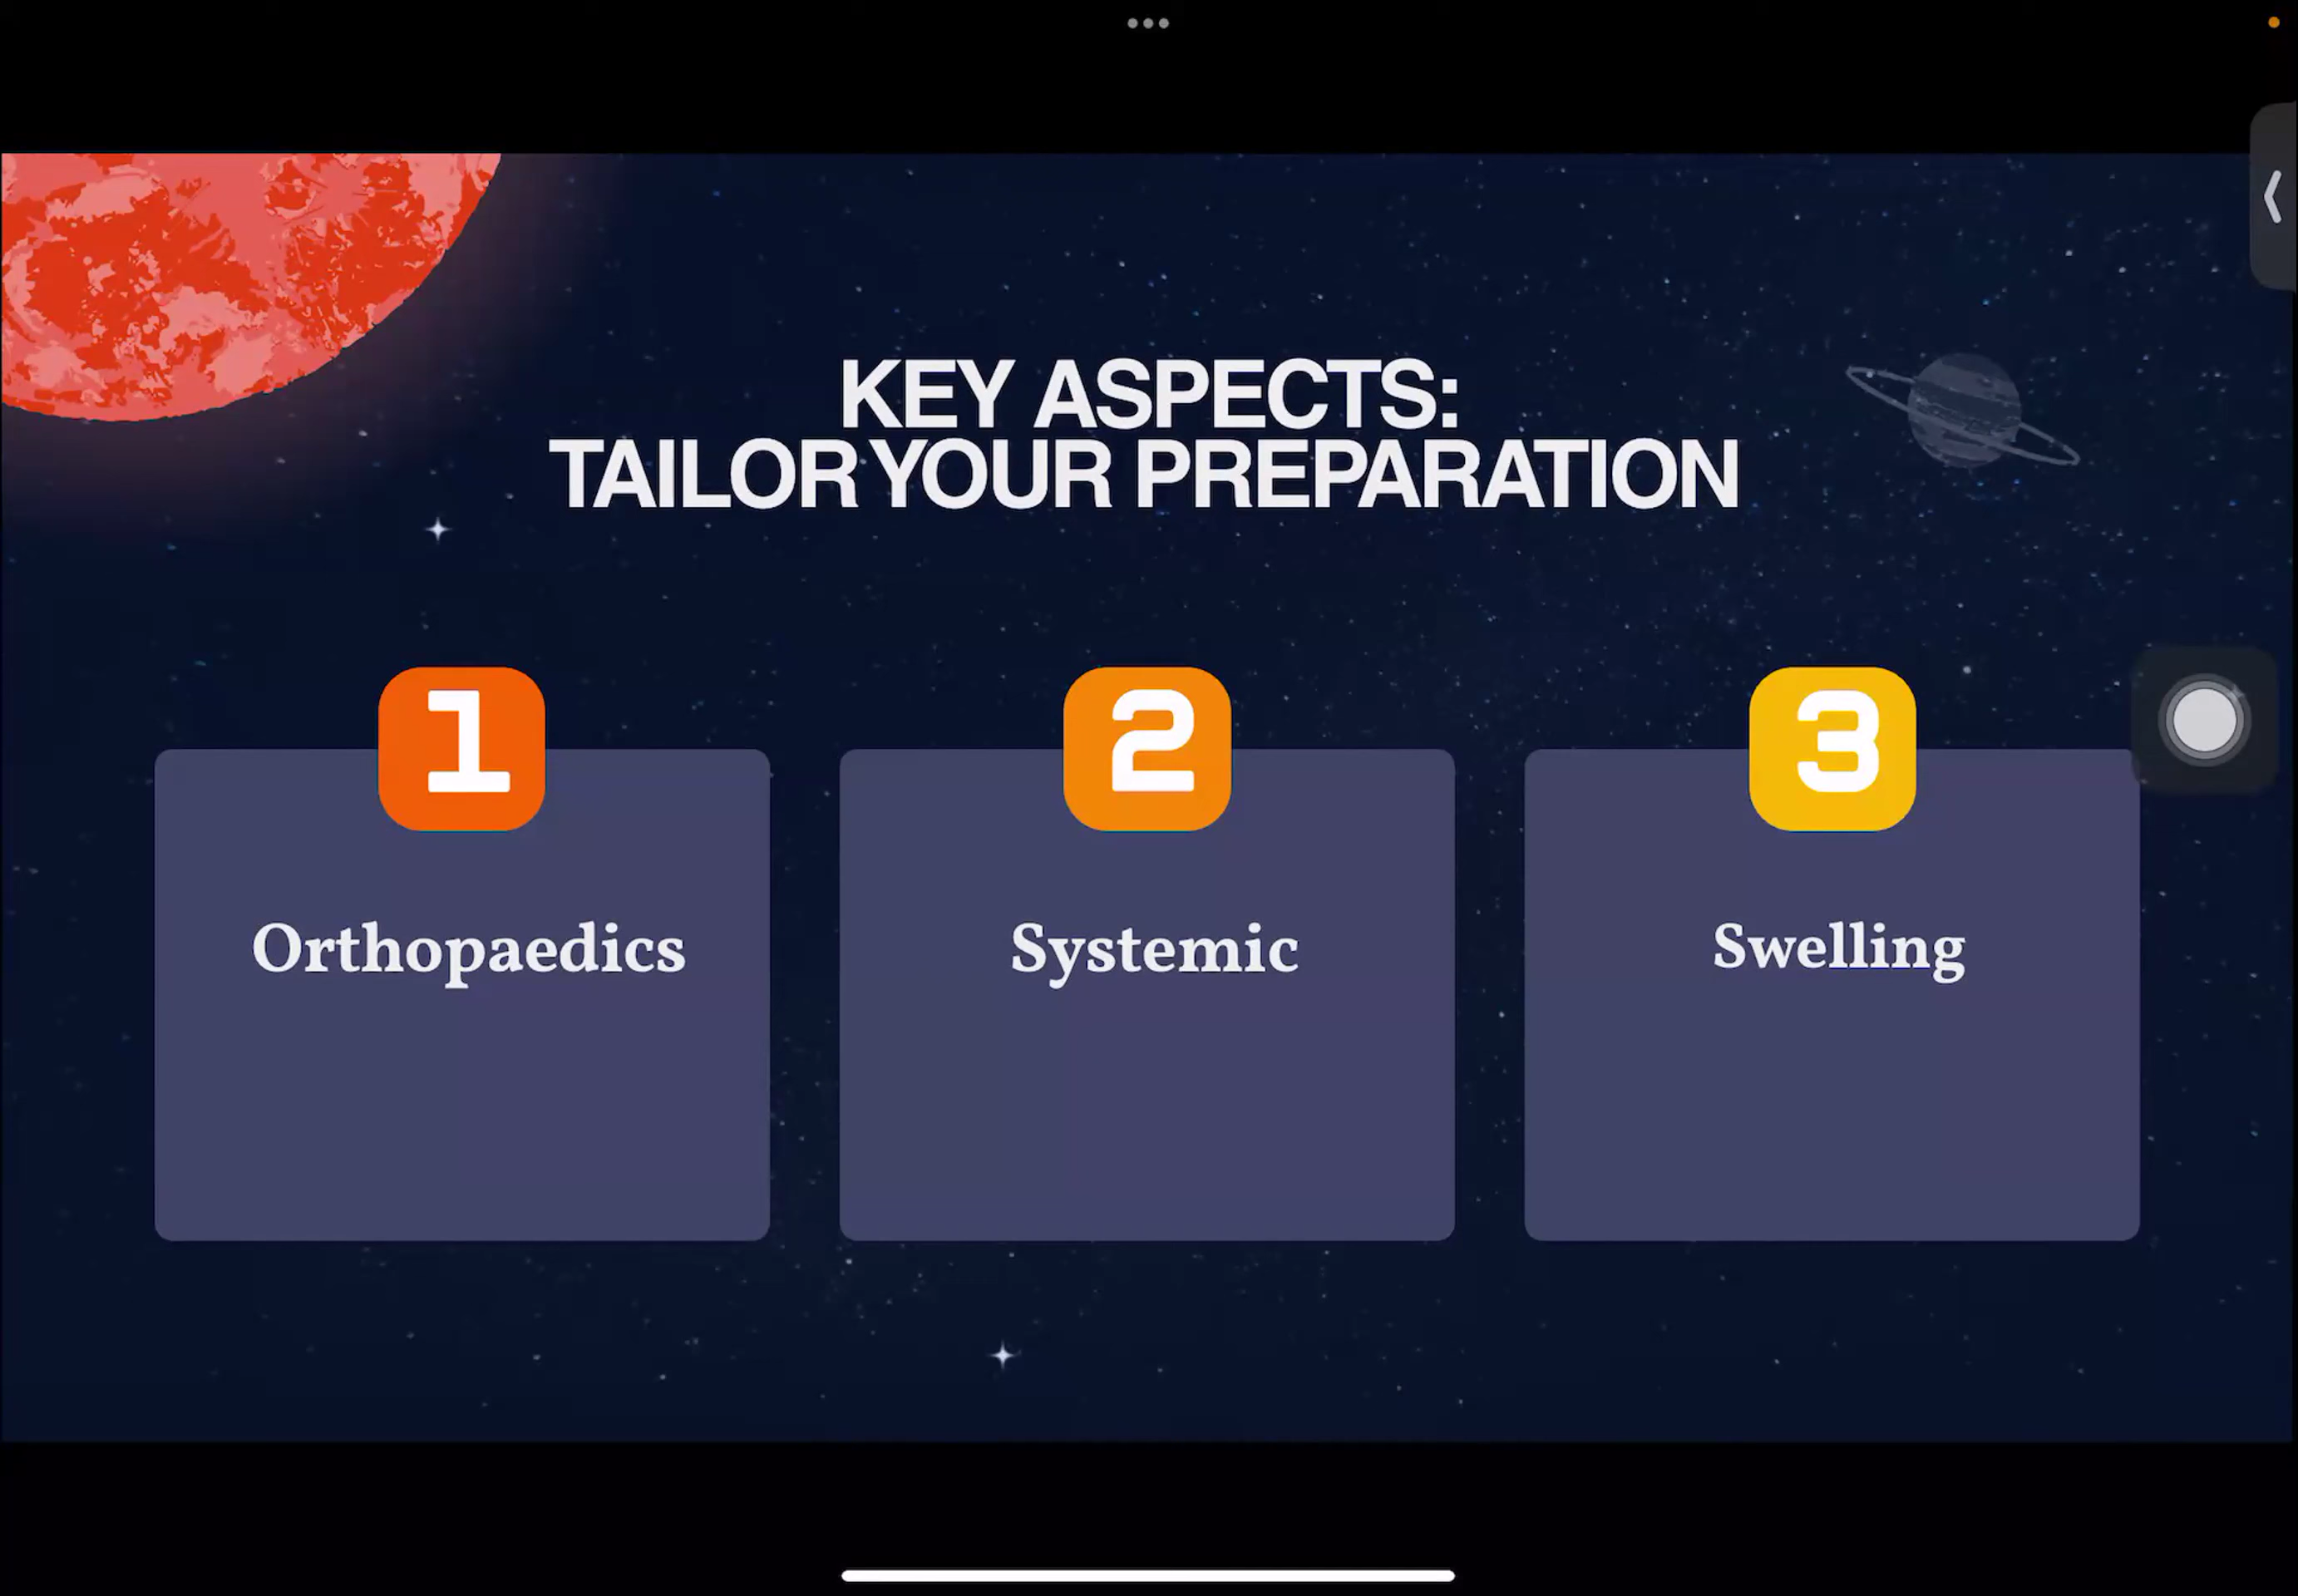 KEY ASPECTS:
TAILOR YOUR PREPARATION
1
2
3
Orthopaedics
Systemic
Swelling